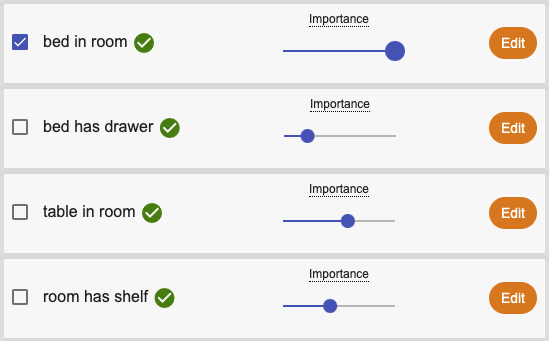 Importance
bed in room
Edit
Importance
bed has drawer
Edit
Importance
table in room
Edit
Importance
room has shelf
Edit